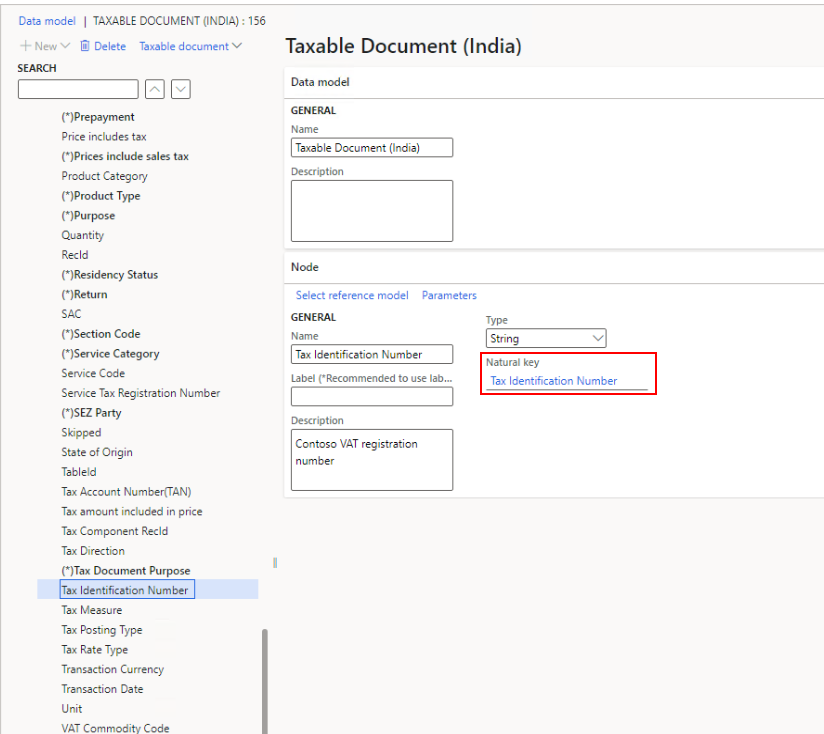 Data model | TAXABLE DOCUMENT (INDIA) : 156
New Delete Taxable document
SEARCH
(*)Prepayment
Price includes tax
(*)Prices include sales tax
Product Category
(*)Product Type
(*)Purpose
Quantity
RecId
(*)Residency Status
(*)Return
SAC
(*)Section Code
(*)Service Category
Service Code
Service Tax Registration Number
(*)SEZ Party
Skipped
State of Origin
TableId
Tax Account Number(TAN)
Tax amount included in price
Tax Component RecId
Tax Direction
(*)Tax Document Purpose
Tax Identification Number
Tax Measure
Tax Posting Type
Tax Rate Type
Transaction Currency
Transaction Date
Unit
VAT Commodity Code
Taxable Document (India)
Data model
GENERAL
Name
Taxable Document (India)
Description
Node
Select reference model Parameters
GENERAL
Name
Tax Identification Number
Label (*Recommended to use lab...
Description
Contoso VAT registration
number
Type
String
Natural key
Tax Identification Number